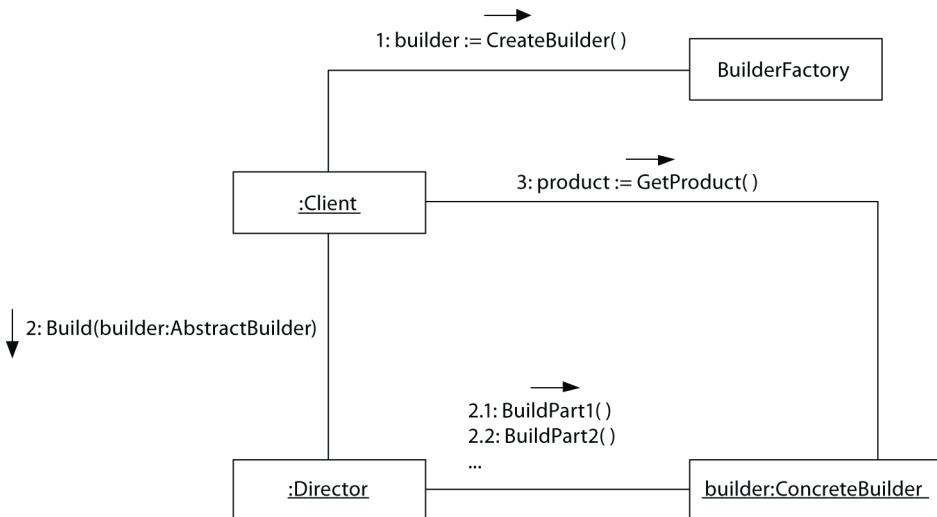 1: builder := CreateBuilder( )
BuilderFactory
3: product := GetProduct( )
:Client
2: Build(builder:AbstractBuilder)
2.1: BuildPart1( )
2.2: BuildPart2( )
...
:Director
builder:ConcreteBuilder